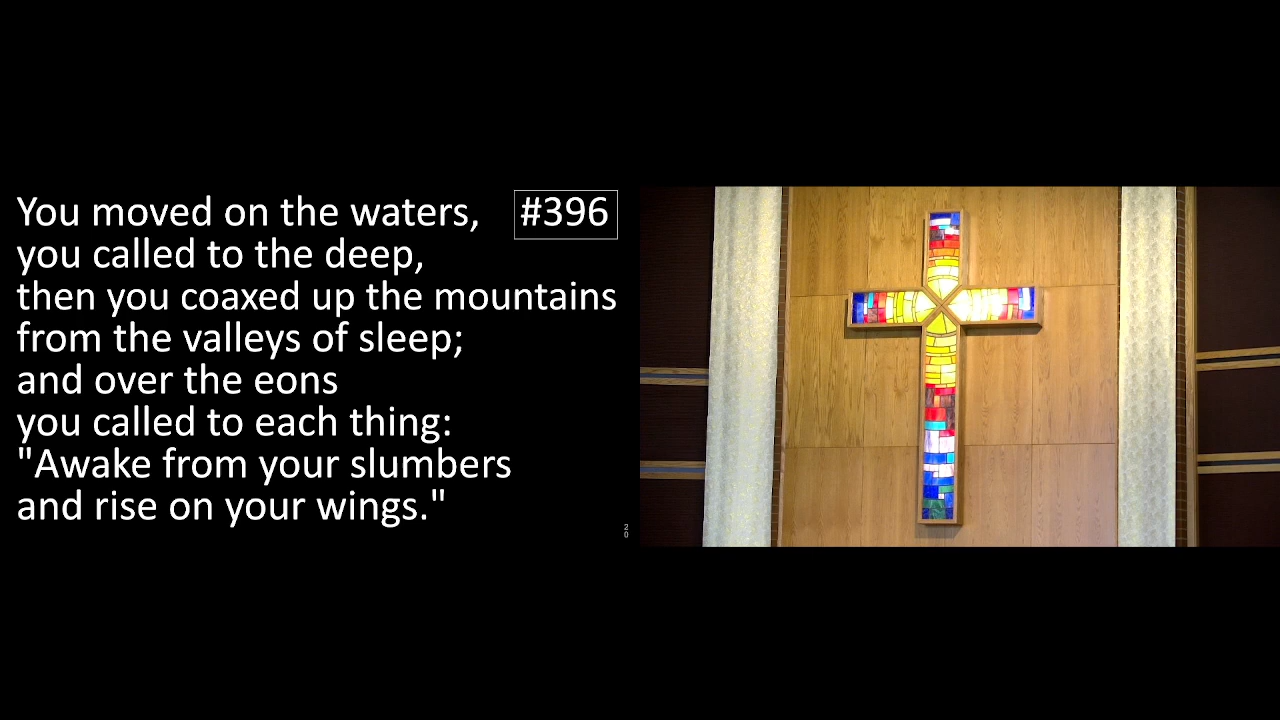 You moved on the waters, #396
you called to the deep,
then you coaxed up the mountains
from the valleys of sleep;
and over the eons
you called to each thing:
"Awake from your slumbers
and rise on your wings."
20